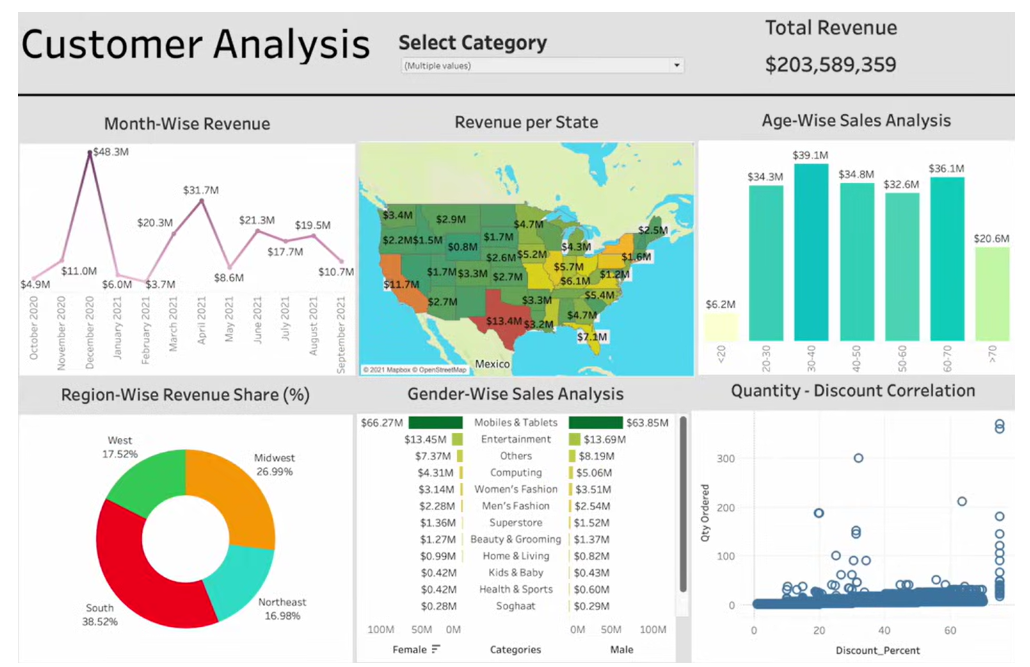 Customer Analysis
Select Category
(Multiple values)
Total Revenue
$203,589,359
Month-Wise Revenue
$48.3M
$31.7M
$20.3M
$21.3M
$19.5M
$17.7M
$11.0M
$10.7M
$8.6M
$4.9M
$6.0M
$3.7M
October 2020
November 2020
December 2020
January 2021
February 2021
March 2021
April 2021
May 2021
June 2021
July 2021
August 2021
September 2021
Revenue per State
$3.4M
$2.9M
$4.7M
$2.5M
$2.2M
$1.5M
$0.8M
$1.7M
$4.3M
$1.6M
$2.6M
$5.2M
$5.7M
$1.2M
$11.7M
$1.7M
$3.3M
$2.7M
$6.1M
$5.4M
$2.7M
$3.3M
$4.7M
$13.4M
$3.2M
$7.1M
Mexico
© 2021 Mapbox © OpenStreetMap
Age-Wise Sales Analysis
$6.2M
$34.3M
$39.1M
$34.8M
$32.6M
$36.1M
$20.6M
<20
20-30
30-40
40-50
50-60
60-70
>70
Region-Wise Revenue Share (%)
West
17.52%
Midwest
26.99%
Northeast
16.98%
South
38.52%
Gender-Wise Sales Analysis
$66.27M Mobiles & Tablets $63.85M
$13.45M Entertainment $13.69M
$7.37M Others $8.19M
$4.31M Computing $5.06M
$3.14M Women's Fashion $3.51M
$2.28M Men's Fashion $2.54M
$1.36M Superstore $1.52M
$1.27M Beauty & Grooming $1.37M
$0.99M Home & Living $0.82M
$0.42M Kids & Baby $0.43M
$0.42M Health & Sports $0.60M
$0.28M Soghaat $0.29M
100M 50M 0M 0M 50M 100M
Female Categories Male
Quantity - Discount Correlation
Qty Ordered
300
200
100
0
0 20 40 60
Discount_Percent